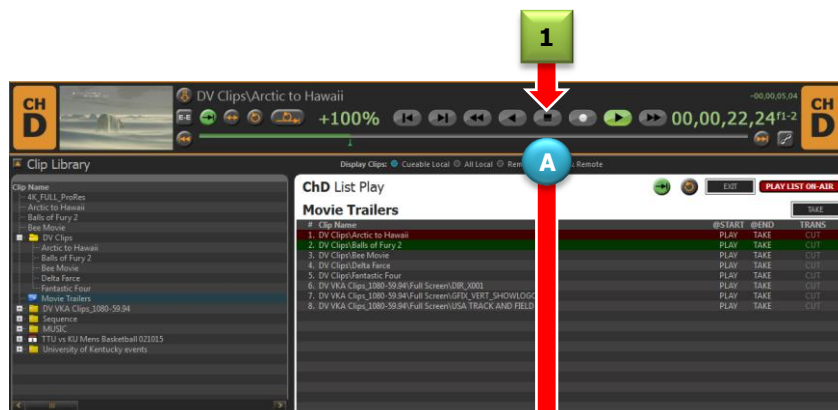 1
CH D
DV Clips\Arctic to Hawaii
-00,00,05,04
CH D
E-E
+100%
00,00,22,24f1-2
1
Clip Library
Display Clips: Cueable Local All Local Remote
A
Clip Name
4K_FULL_ProRes
Arctic to Hawaii
Balls of Fury 2
Bee Movie
DV Clips
Arctic to Hawaii
Balls of Fury 2
Bee Movie
Delta Farce
Fantastic Four
Movie Trailers
DV VKA Clips_1080-59.94
Sequence
MUSIC
TTU vs KU Mens Basketball 021015
University of Kentucky events
ChD List Play
EXIT
PLAY LIST ON-AIR
Movie Trailers
TAKE
# Clip Name @START @END TRANS
1. DV Clips\Arctic to Hawaii PLAY TAKE CUT
2. DV Clips\Balls of Fury 2 PLAY TAKE CUT
3. DV Clips\Bee Movie PLAY TAKE CUT
4. DV Clips\Delta Farce PLAY TAKE CUT
5. DV Clips\Fantastic Four PLAY TAKE CUT
6. DV VKA Clips_1080-59.94\Full Screen\DIR_X001 PLAY TAKE CUT
7. DV VKA Clips_1080-59.94\Full Screen\GFX_VERT_SHOWLOGO PLAY TAKE CUT
8. DV VKA Clips_1080-59.94\Full Screen\USA TRACK AND FIELD PLAY TAKE CUT